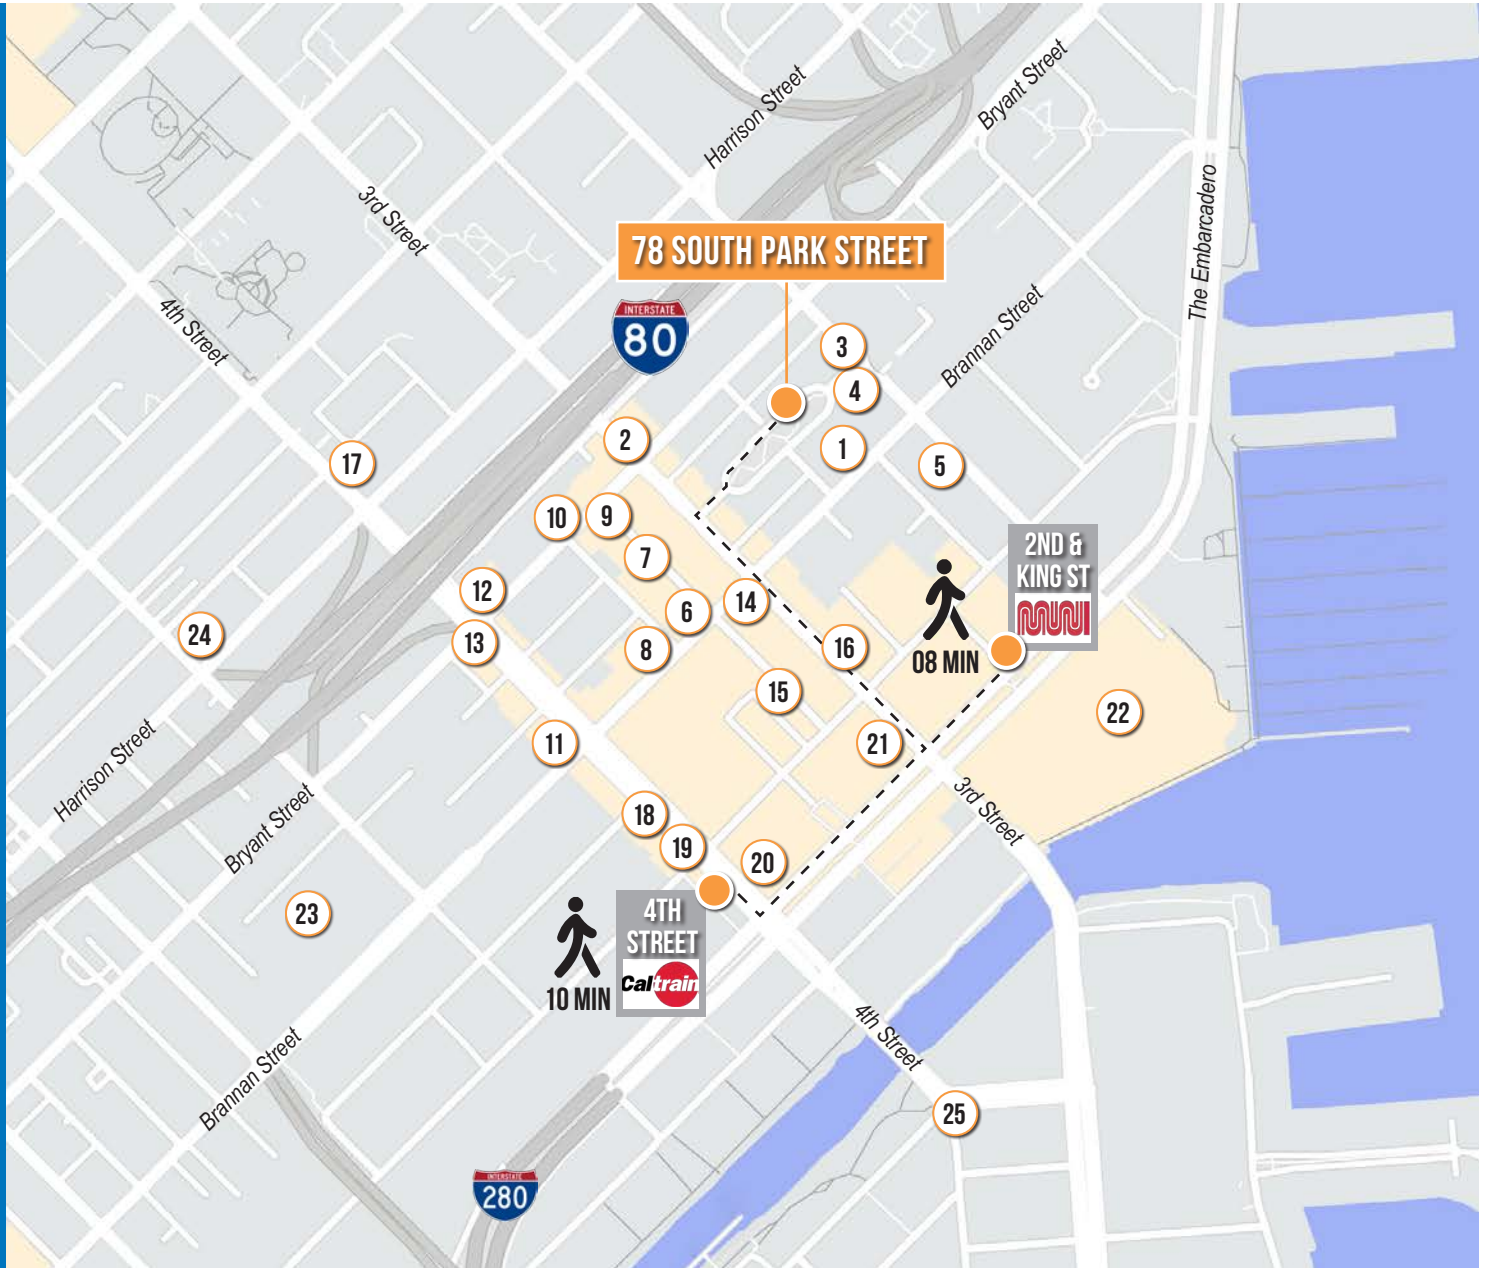 Harrison Street
Bryant Street
3rd Street
The Embarcadero
78 SOUTH PARK STREET
4th Street
INTERSTATE
80
Brannan Street
3
4
2
1
17
5
10
9
7
2ND &
KING ST
MUNI
12
6
14
24
13
8
16
08 MIN
15
22
11
21
Harrison Street
3rd Street
Bryant Street
18
19
20
23
4TH
STREET
Caltrain
10 MIN
4th Street
Brannan Street
25
INTERSTATE
280